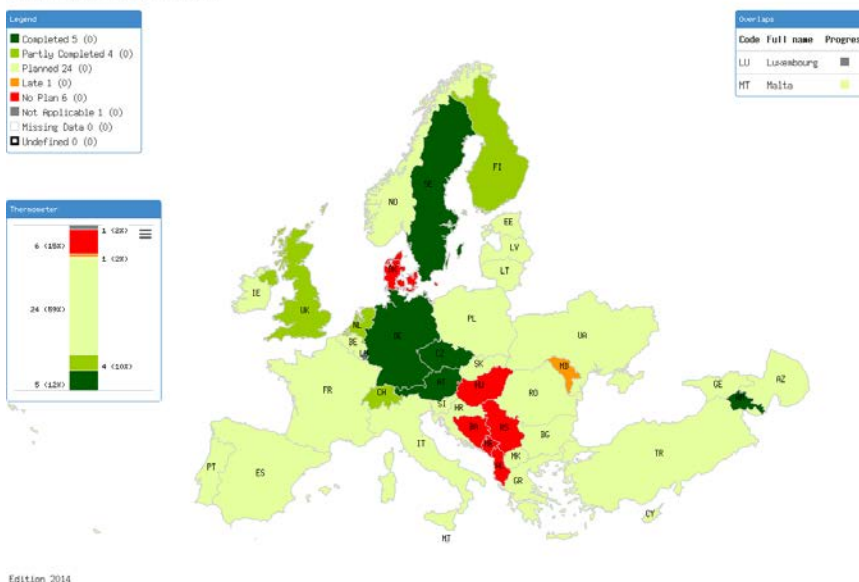 Legend
Completed 5 (0)
Partly Completed 4 (0)
Planned 24 (0)
Late 1 (0)
No Plan 6 (0)
Not Applicable 1 (0)
Missing Data 0 (0)
Undefined 0 (0)
Overlaps
Code Full name Progres
LU Luxembourg
MT Malta
Thermometer
1 (2%)
6 (15%)
1 (2%)
24 (59%)
4 (10%)
5 (12%)
FI
SE
NO
EE
LV
LT
IE
UK
NL
DE
PL
BE
UA
CZ
SK
MD
FR
CH
AT
HU
RO
SI
HR
GE
AZ
BA
RS
BG
IT
ME
MK
PT
ES
GR
TR
CY
MT
Edition 2014